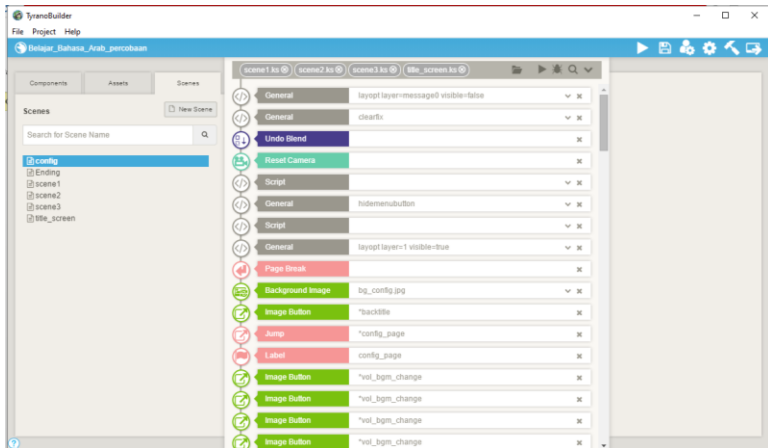 TyranoBuilder
File Project Help
Belajar_Bahasa_Arab_percobaan
Components Assets Scenes
Scenes New Scene
Search for Scene Name
config
Ending
scene1
scene2
scene3
title_screen
scene1.ks scene2.ks scene3.ks title_screen.ks
General layopt layer=message0 visible=false
General clearfix
Undo Blend
Reset Camera
Script
General hidemenubutton
Script
General layopt layer=1 visible=true
Page Break
Background Image bg_config.jpg
Image Button *backtitle
Jump *config_page
Label config_page
Image Button *vol_bgm_change
Image Button *vol_bgm_change
Image Button *vol_bgm_change
Image Button *vol_bgm_change